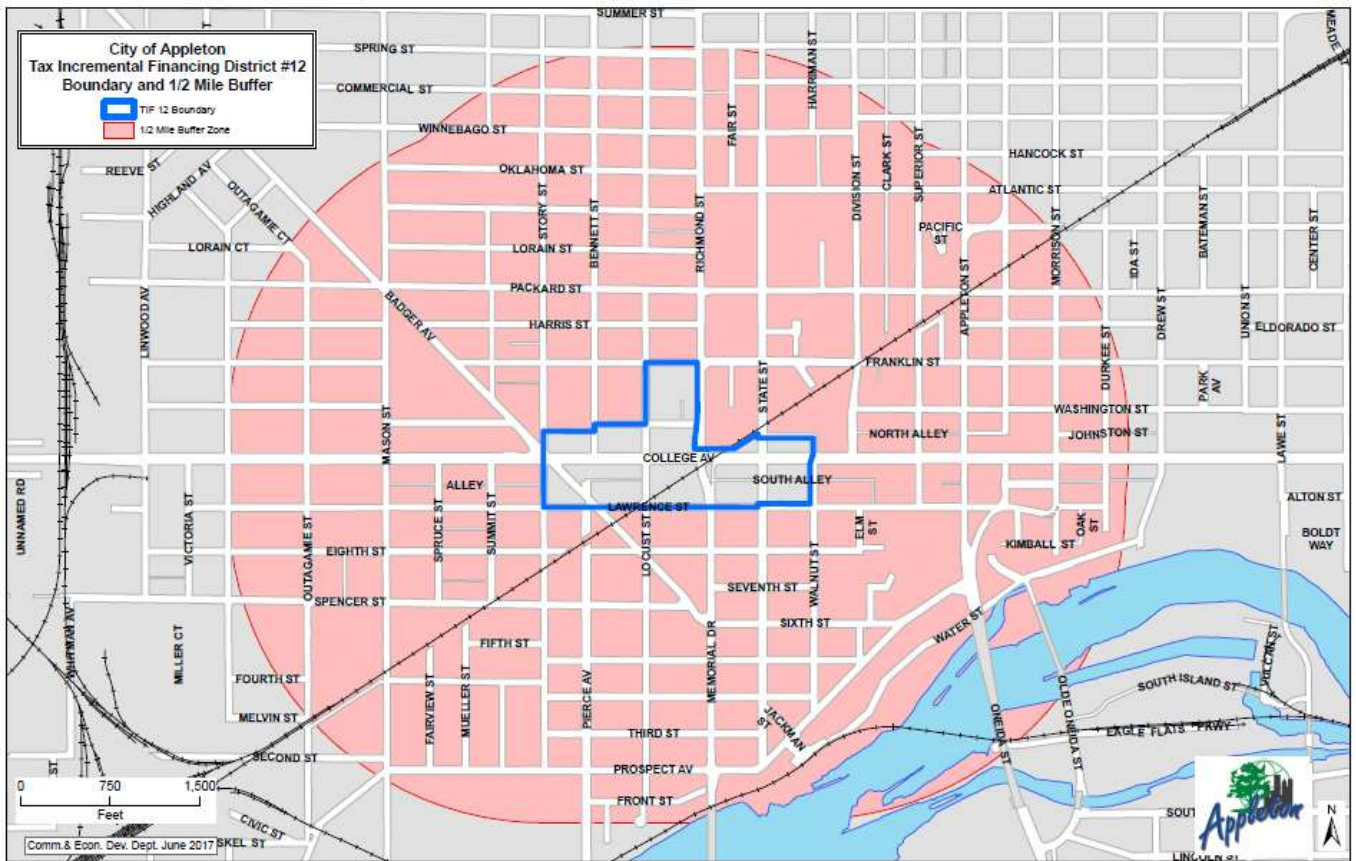 City of Appleton
Tax Incremental Financing District #12
Boundary and 1/2 Mile Buffer
TIF 12 Boundary
1/2 Mile Buffer Zone
SUMMER ST
MEADE ST
SPRING ST
HARRIMAN ST
COMMERCIAL ST
FAIR ST
WINNEBAGO ST
REEVE ST
HIGHLAND AV
OUTAGAMIE CT
OKLAHOMA ST
DIVISION ST
CLARK ST
SUPERIOR ST
HANCOCK ST
ATLANTIC ST
STORY ST
BENNETT ST
RICHMOND ST
PACIFIC ST
MORRISON ST
BATEMAN ST
CENTER ST
LORAIN CT
LORAIN ST
IDA ST
APPLETON ST
LINWOOD AV
BADGER AV
PACKARD ST
DREW ST
UNION ST
HARRIS ST
ELDORADO ST
DURKEE ST
FRANKLIN ST
STATE ST
PARK AV
MASON ST
WASHINGTON ST
NORTH ALLEY
JOHNSTON ST
LAWE ST
COLLEGE AV
UNNAMED RD
ALLEY
SOUTH ALLEY
VICTORIA ST
SPRUCE ST
SUMMIT ST
LAWRENCE ST
ELM ST
OAK ST
ALTON ST
BOLDT WAY
OUTAGAMIE ST
EIGHTH ST
LOCUST ST
WALNUT ST
KIMBALL ST
SEVENTH ST
SPENCER ST
SIXTH ST
WATER ST
WHITMAN AV
MILLER CT
FIFTH ST
MEMORIAL DR
VULCAN ST
FOURTH ST
FAIRVIEW ST
MUELLER ST
PIERCE AV
SOUTH ISLAND ST
OLDE ONEIDA ST
MELVIN ST
JACKMAN ST
ONEIDA ST
THIRD ST
EAGLE FLATS PKWY
SECOND ST
ST
PROSPECT AV
0 750 1,500
Feet
FRONT ST
CIVIC ST
SKEL ST
SOUT
Appleton
N
Comm.& Econ. Dev. Dept. June 2017
LINCOLN ST